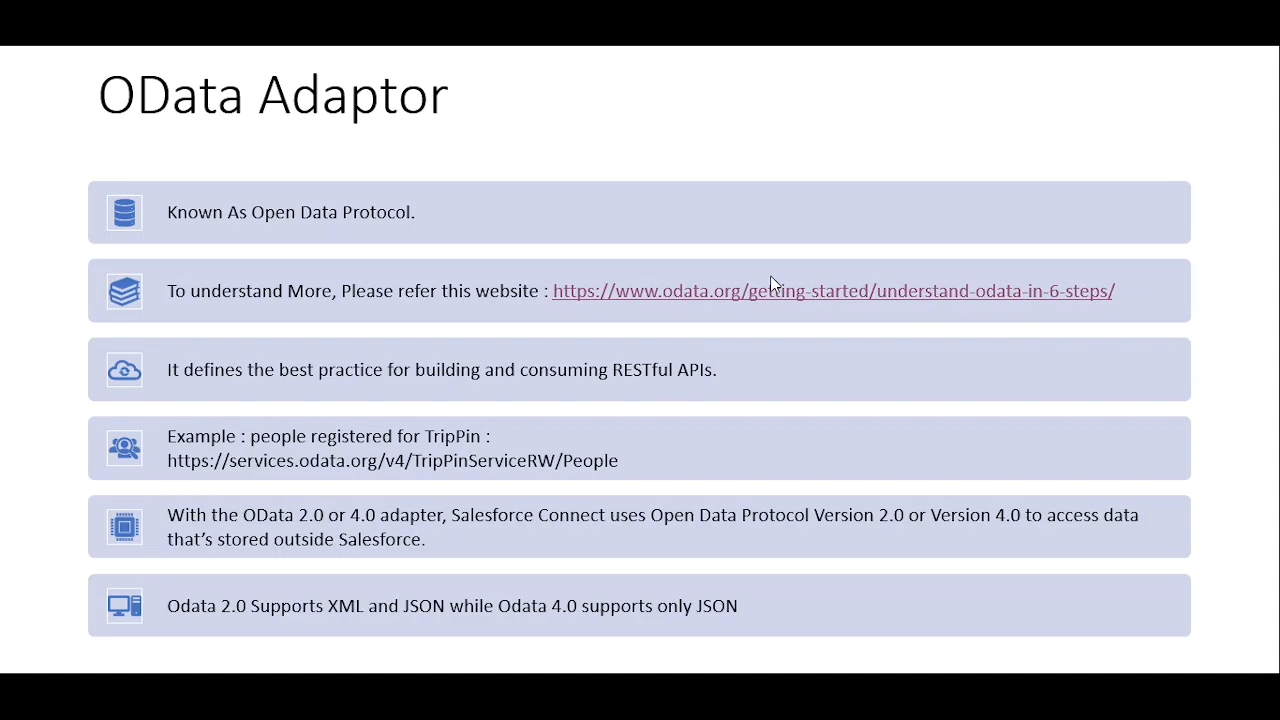 OData Adaptor
Known As Open Data Protocol.
To understand More, Please refer this website : https://www.odata.org/getting-started/understand-odata-in-6-steps/
It defines the best practice for building and consuming RESTful APIs.
Example : people registered for TripPin :
https://services.odata.org/v4/TripPinServiceRW/People
With the OData 2.0 or 4.0 adapter, Salesforce Connect uses Open Data Protocol Version 2.0 or Version 4.0 to access data
that’s stored outside Salesforce.
Odata 2.0 Supports XML and JSON while Odata 4.0 supports only JSON